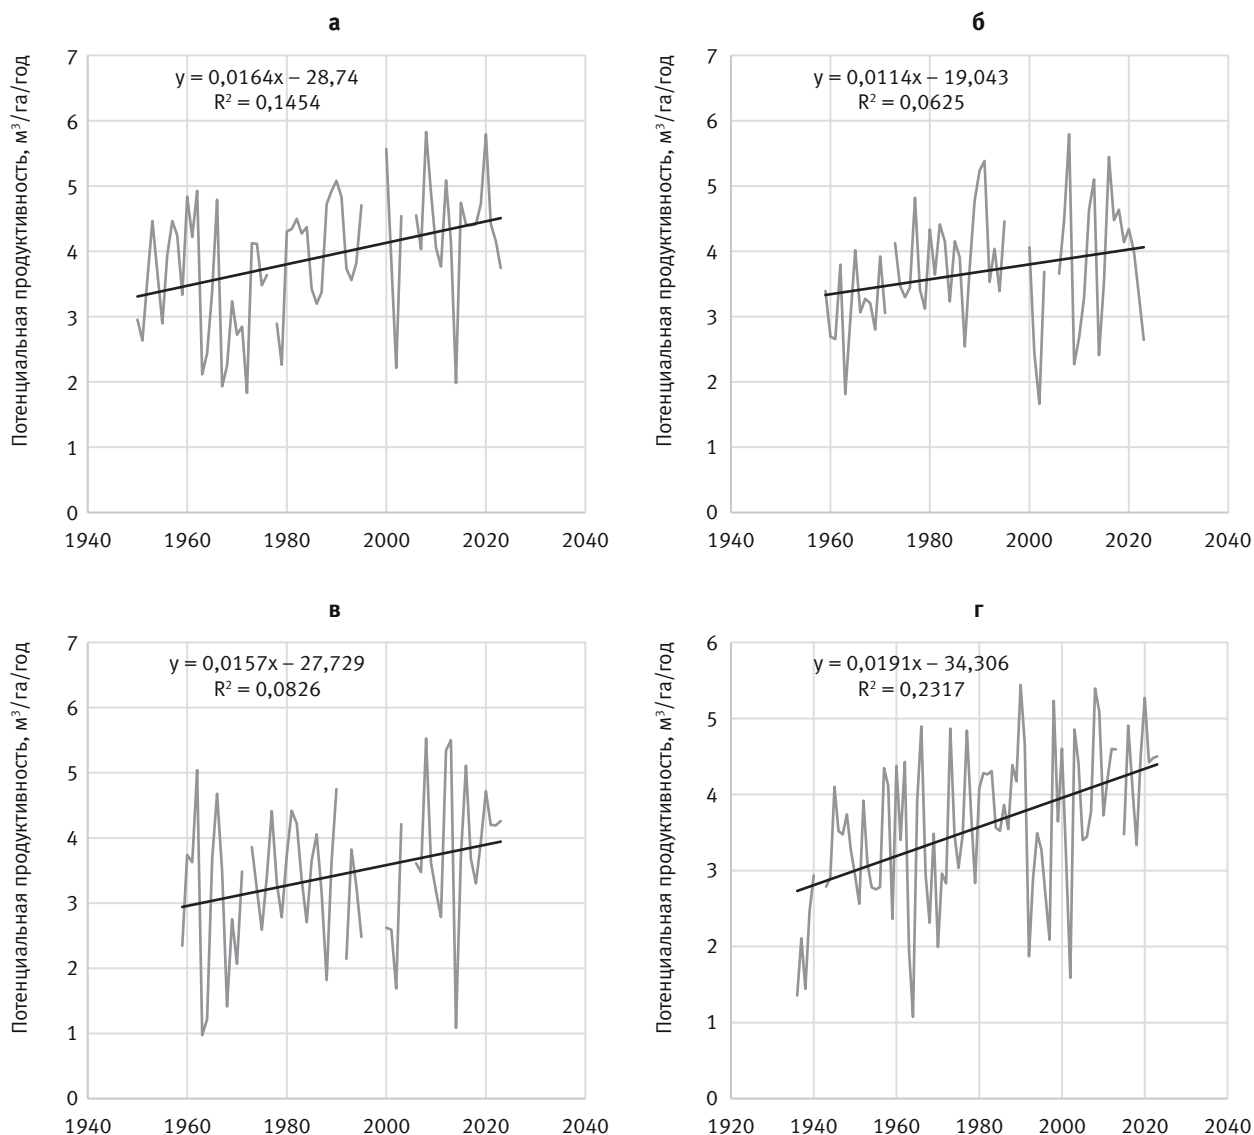 а
Потенциальная продуктивность, м³/га/год
y = 0,0164x – 28,74
R² = 0,1454
7
6
5
4
3
2
1
0
1940 1960 1980 2000 2020 2040
б
Потенциальная продуктивность, м³/га/год
y = 0,0114x – 19,043
R² = 0,0625
7
6
5
4
3
2
1
0
1940 1960 1980 2000 2020 2040
в
Потенциальная продуктивность, м³/га/год
y = 0,0157x – 27,729
R² = 0,0826
7
6
5
4
3
2
1
0
1940 1960 1980 2000 2020 2040
г
Потенциальная продуктивность, м³/га/год
y = 0,0191x – 34,306
R² = 0,2317
6
5
4
3
2
1
0
1920 1940 1960 1980 2000 2020 2040